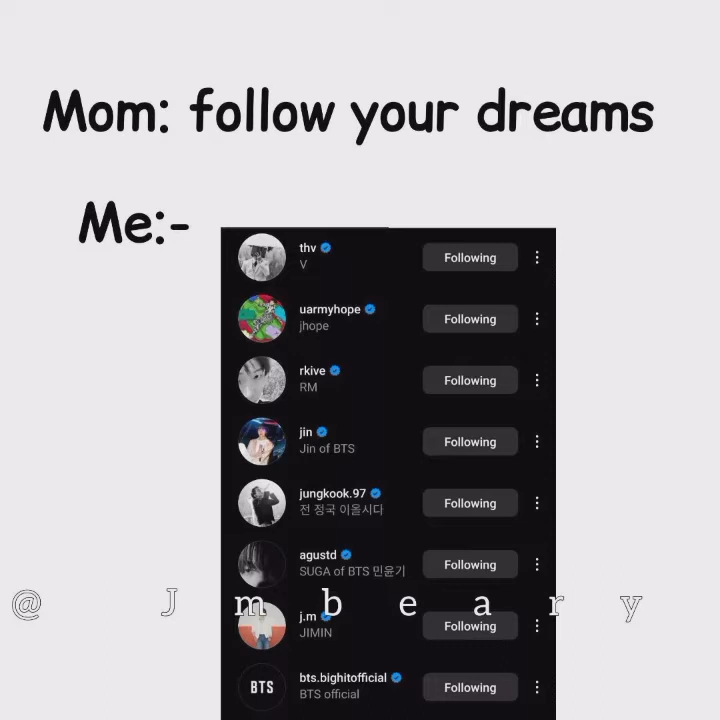 Mom: follow your dreams
Me:-
thv
V
Following
uarmyhope
jhope
Following
rkive
RM
Following
jin
Jin of BTS
Following
jungkook.97
전 정국 이올시다
Following
agustd
SUGA of BTS 민윤기
Following
@ J m b e a r y
j.m
JIMIN
Following
BTS
bts.bighitofficial
BTS official
Following